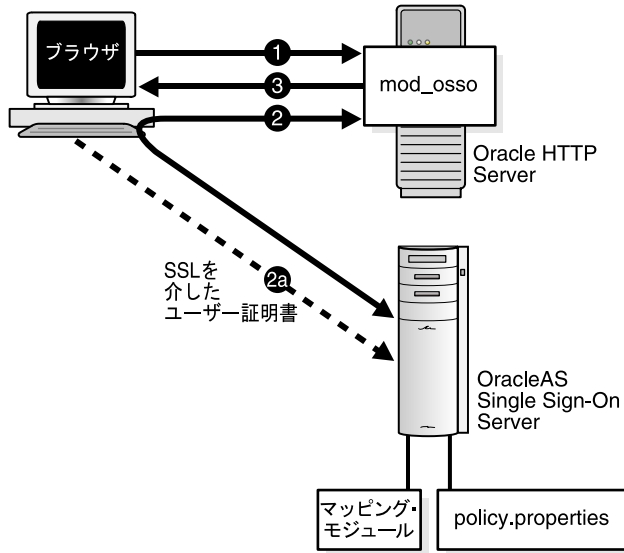 ブラウザ
1
3
mod_osso
2
Oracle HTTP
Server
SSLを
介した
ユーザー証明書
2a
OracleAS
Single Sign-On
Server
マッピング・
モジュール
policy.properties